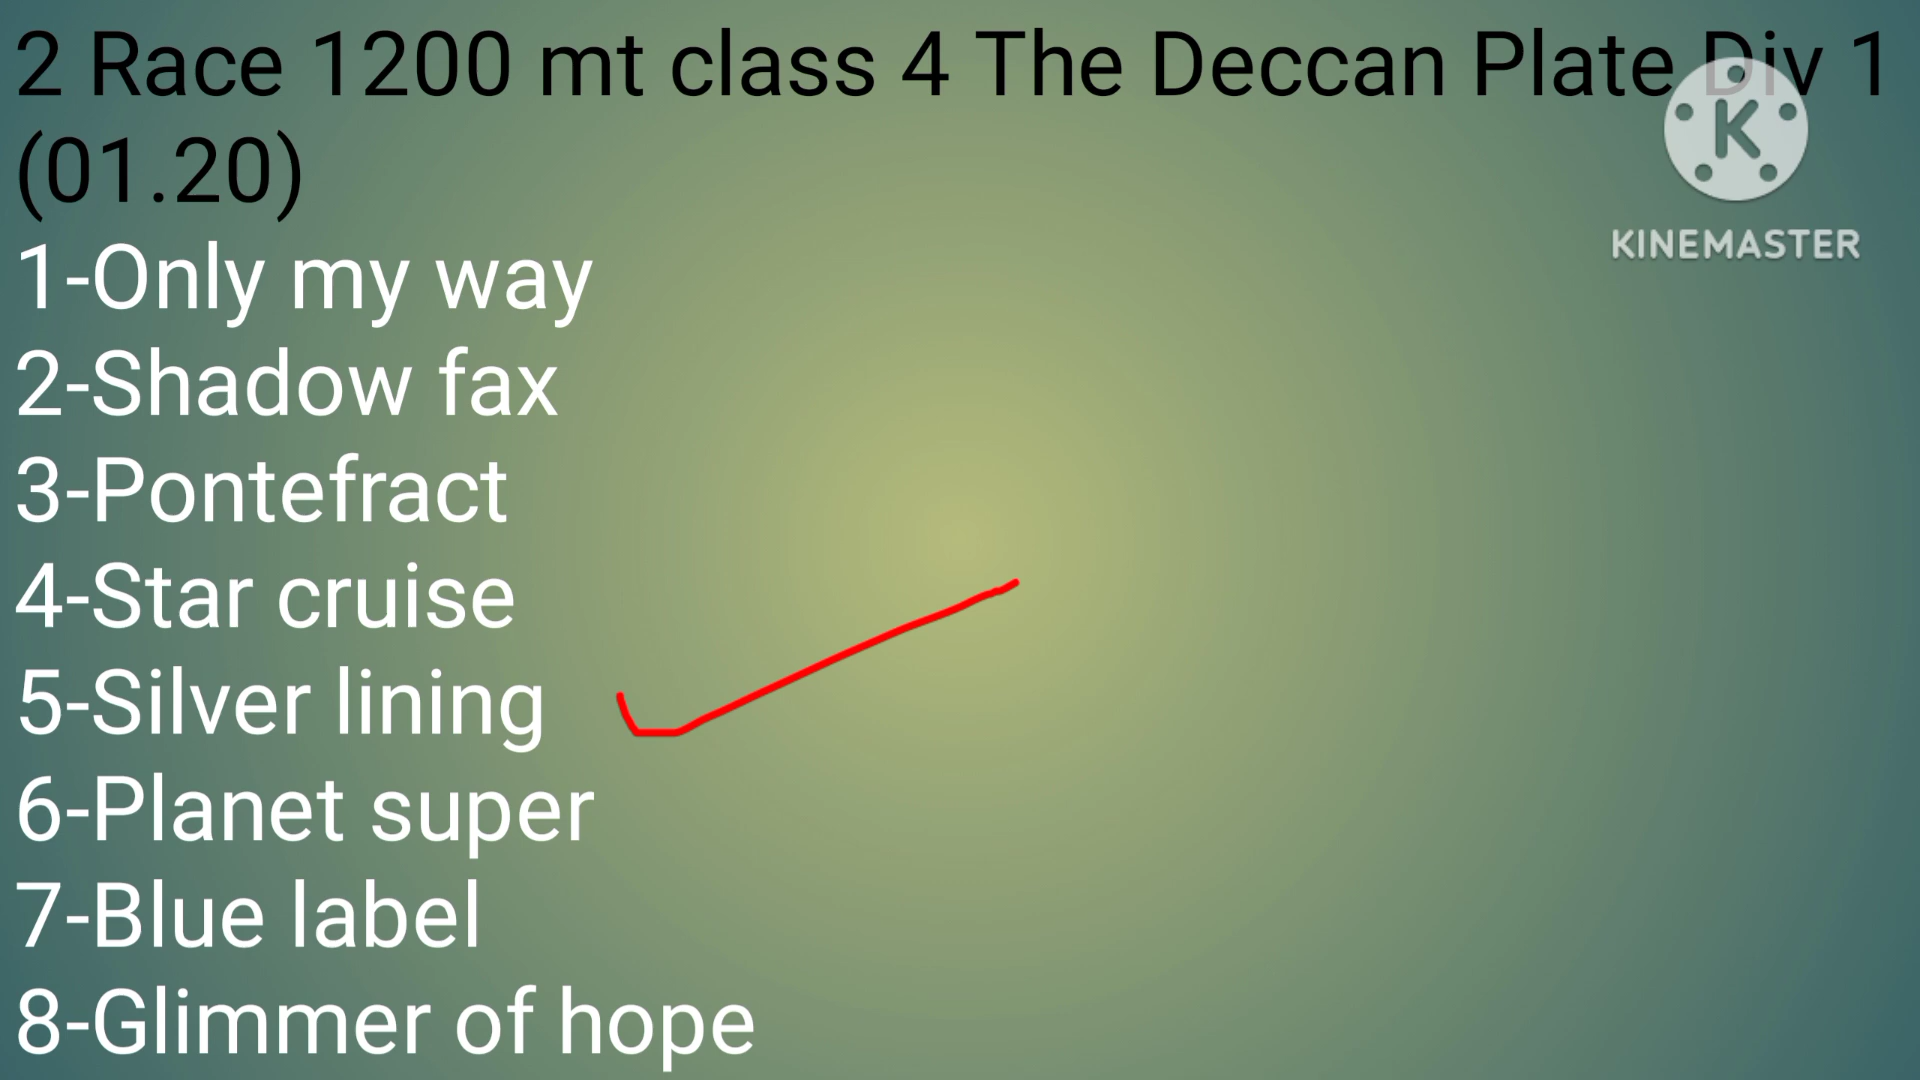 2 Race 1200 mt class 4 The Deccan Plate Div 1
(01.20)
K
KINEMASTER
1-Only my way
2-Shadow fax
3-Pontefract
4-Star cruise
5-Silver lining
6-Planet super
7-Blue label
8-Glimmer of hope